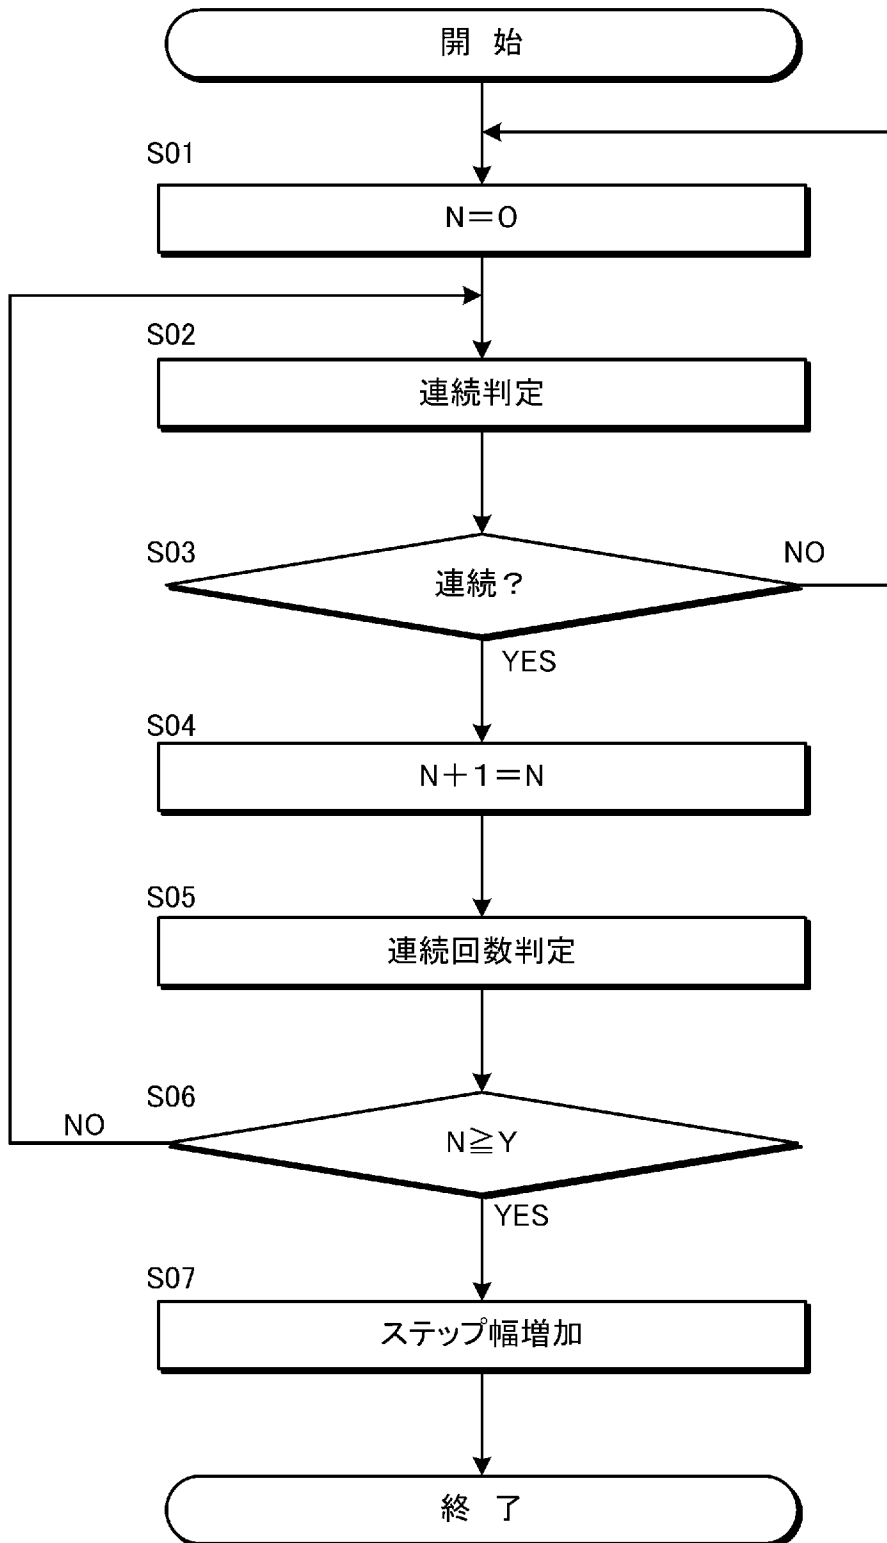 開 始
S01
N=0
S02
連続判定
S03
連続?
NO
YES
S04
N+1=N
S05
連続回数判定
S06
NO
N≧Y
YES
S07
ステップ幅増加
終 了